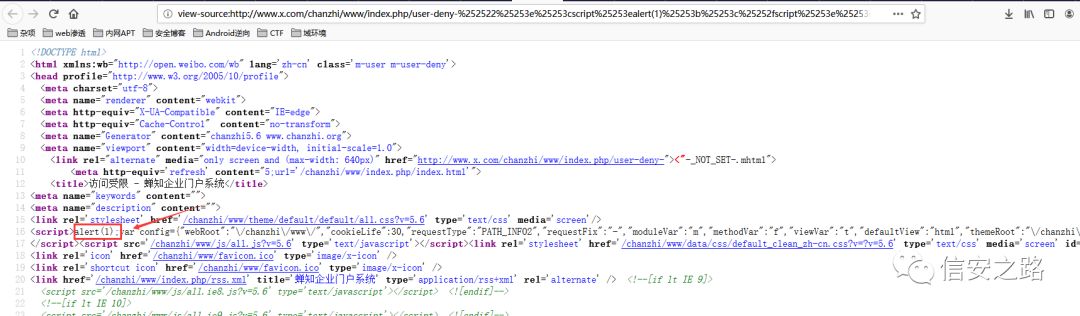 view-source:http://www.x.com/chanzhi/www/index.php/user-deny-%252522%25253e%25253cscript%25253ealert(1)%25253b%25253c%25252fscript%25253e%25253
杂项 web渗透 内网APT 安全博客 Android逆向 CTF 域环境
1 <!DOCTYPE html>
2 <html xmlns:wb="http://open.weibo.com/wb" lang='zh-cn' class='m-user m-user-deny'>
3 <head profile="http://www.w3.org/2005/10/profile">
4 <meta charset="utf-8">
5 <meta name="renderer" content="webkit">
6 <meta http-equiv="X-UA-Compatible" content="IE=edge">
7 <meta http-equiv="Cache-Control" content="no-transform">
8 <meta name="Generator" content="chanzhi5.6 www.chanzhi.org">
9 <meta name="viewport" content="width=device-width, initial-scale=1.0">
10 <link rel="alternate" media="only screen and (max-width: 640px)" href="http://www.x.com/chanzhi/www/index.php/user-deny-"><"-_NOT_SET-.mhtml">
11 <meta http-equiv='refresh' content="5;url='/chanzhi/www/index.php/index.html'">
12 <title>访问受限 - 蝉知企业门户系统</title>
13 <meta name="keywords" content="">
14 <meta name="description" content="">
15 <link rel='stylesheet' href='/chanzhi/www/theme/default/default/all.css?v=5.6' type='text/css' media='screen'/>
16 <script>alert(1);var config={"webRoot":"\/chanzhi\/www\/","cookieLife":30,"requestType":"PATH_INFO2","requestFix":"-","moduleVar":"m","methodVar":"f","viewVar":"t","defaultView":"html","themeRoot":"\/chanzhi\/
17 </script><script src='/chanzhi/www/js/all.js?v=5.6' type='text/javascript'></script><link rel='stylesheet' href='/chanzhi/www/data/css/default_clean_zh-cn.css?v=?v=5.6' type='text/css' media='screen' id=
18 <link rel='icon' href='/chanzhi/www/favicon.ico' type='image/x-icon' />
19 <link rel='shortcut icon' href='/chanzhi/www/favicon.ico' type='image/x-icon' />
20 <link href='/chanzhi/www/index.php/rss.xml' title='蝉知企业门户系统' type='application/rss+xml' rel='alternate' /> <!--[if lt IE 9]>
21 <script src='/chanzhi/www/js/all.ie8.js?v=5.6' type='text/javascript'></script> <![endif]-->
22 <!--[if lt IE 10]>
23 <script src='/chanzhi/www/js/all.ie9.js?v=5.6' type='text/javascript'></script> <![endif]-->
信安之路